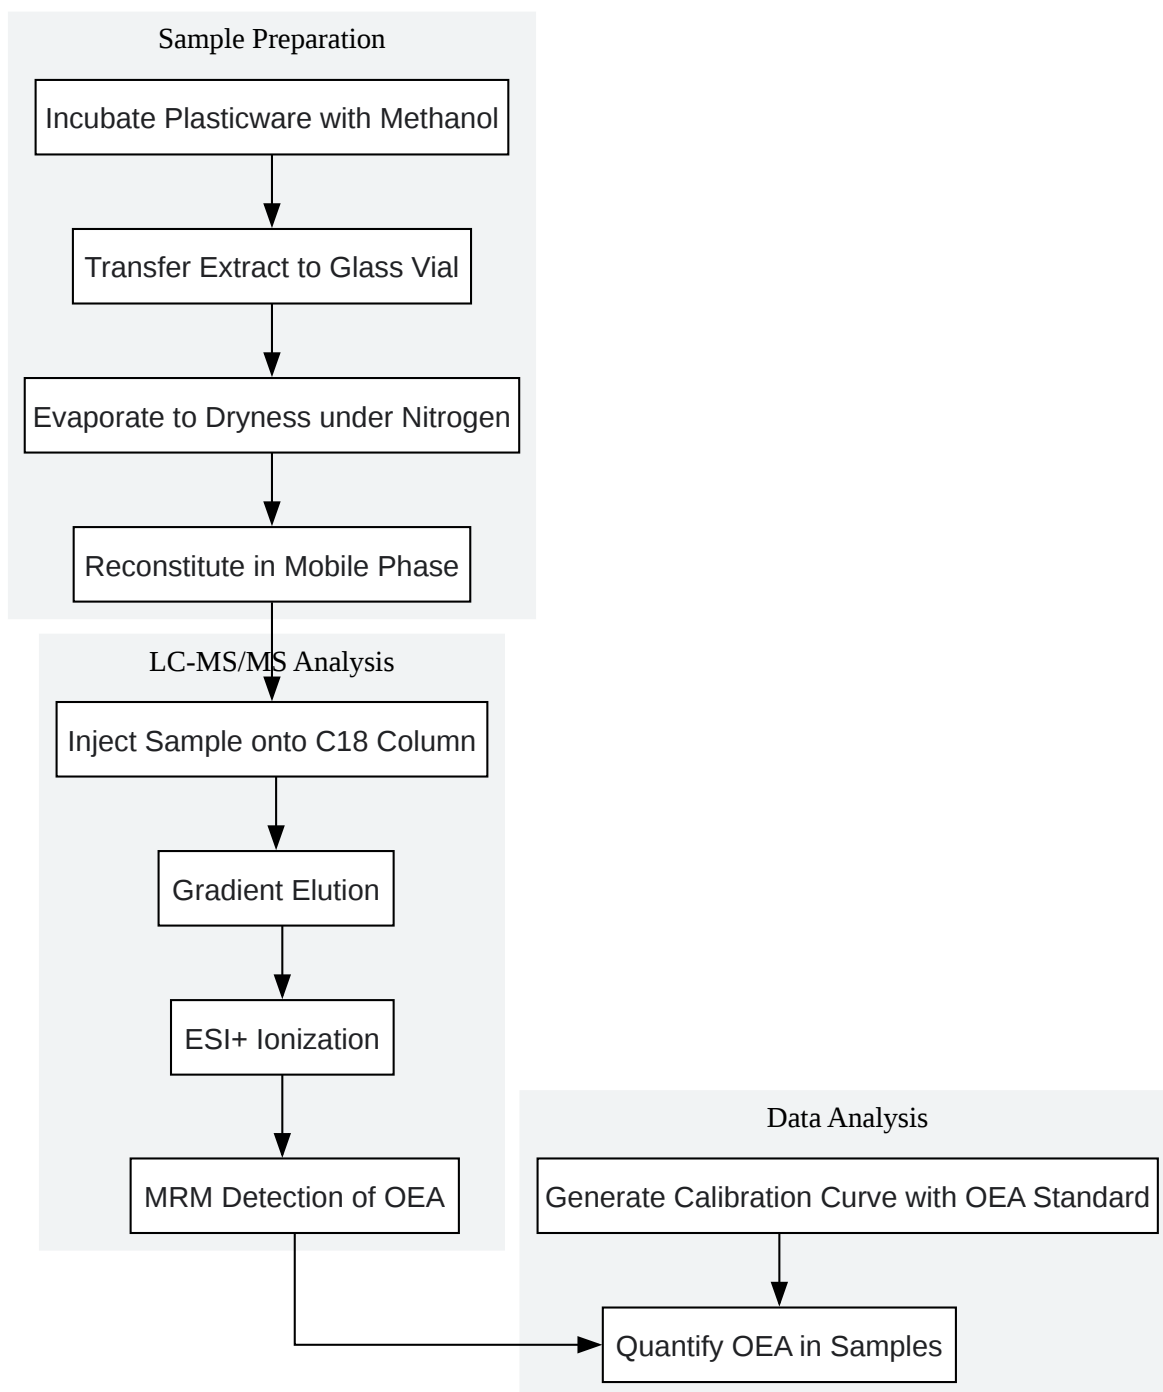 Sample Preparation
Incubate Plasticware with Methanol
Transfer Extract to Glass Vial
Evaporate to Dryness under Nitrogen
Reconstitute in Mobile Phase
LC-MS/MS Analysis
Inject Sample onto C18 Column
Gradient Elution
ESI+ Ionization
MRM Detection of OEA
Data Analysis
Generate Calibration Curve with OEA Standard
Quantify OEA in Samples